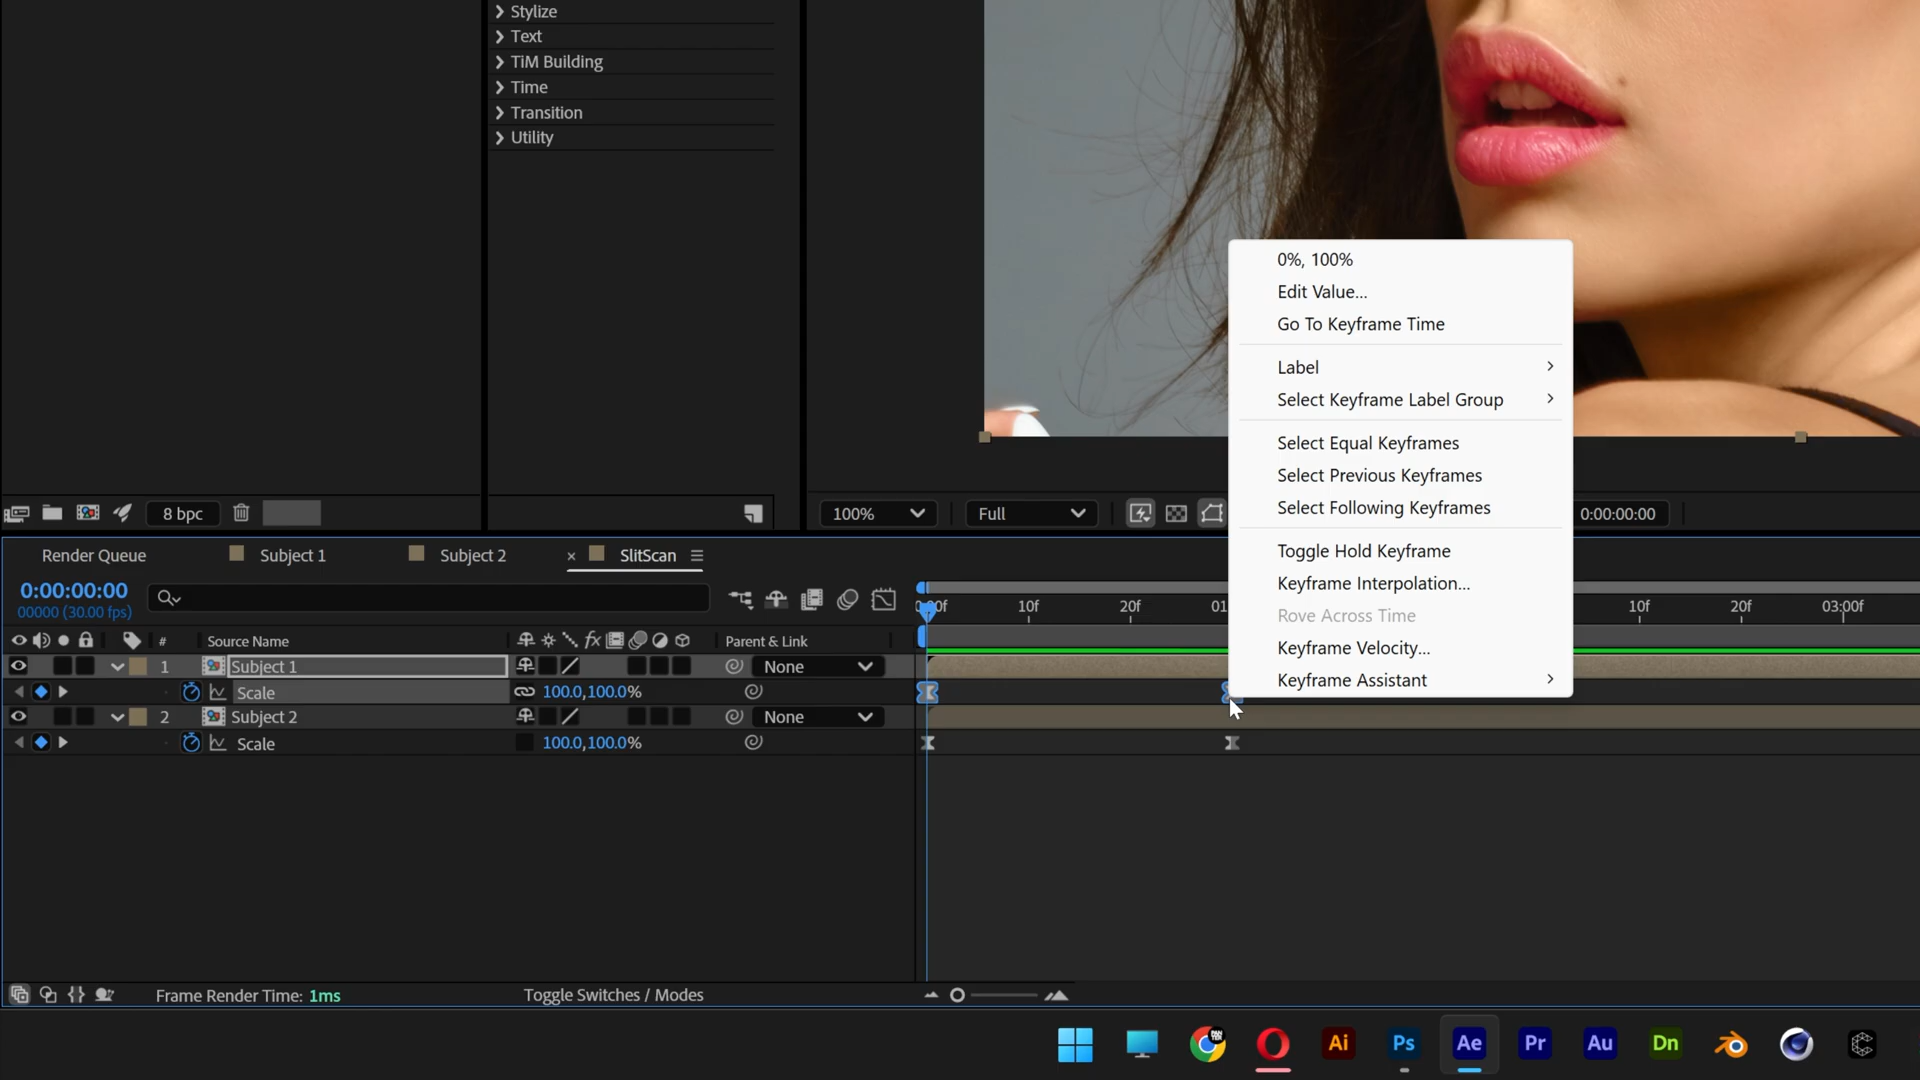 Stylize
Text
TiM Building
Time
Transition
Utility
0%, 100%
Edit Value...
Go To Keyframe Time
Label
Select Keyframe Label Group
Select Equal Keyframes
Select Previous Keyframes
Select Following Keyframes
Toggle Hold Keyframe
Keyframe Interpolation...
Rove Across Time
Keyframe Velocity...
Keyframe Assistant
8 bpc
100%
Full
0:00:00:00
Render Queue
Subject 1
Subject 2
SlitScan
0:00:00:00
00000 (30.00 fps)
10f
20f
01
10f
20f
03:00f
#
Source Name
fx
Parent & Link
1
Subject 1
None
Scale
100.0,100.0%
2
Subject 2
None
Scale
100.0,100.0%
Frame Render Time: 1ms
Toggle Switches / Modes
Ai
Ps
Ae
Pr
Au
Dn